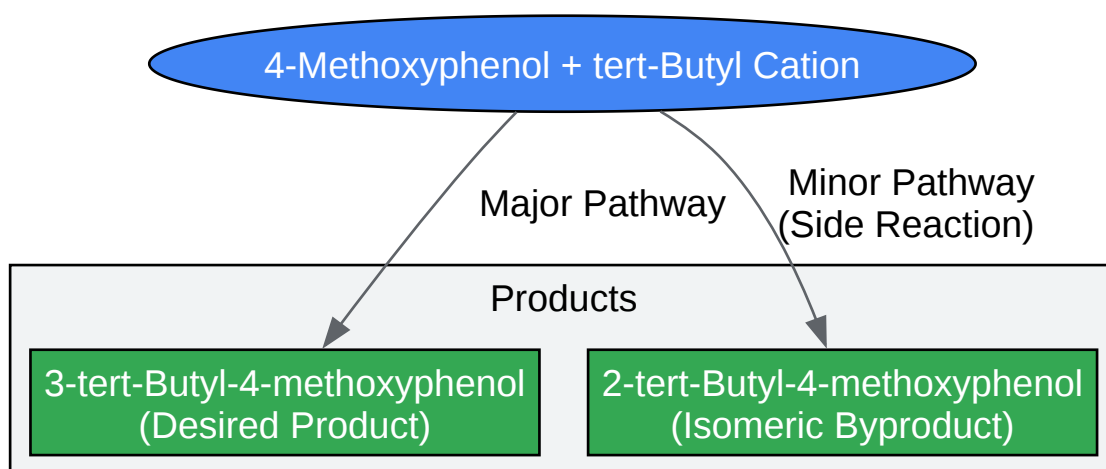 4-Methoxyphenol + tert-Butyl Cation
Major Pathway
Minor Pathway
(Side Reaction)
Products
3-tert-Butyl-4-methoxyphenol
(Desired Product)
2-tert-Butyl-4-methoxyphenol
(Isomeric Byproduct)